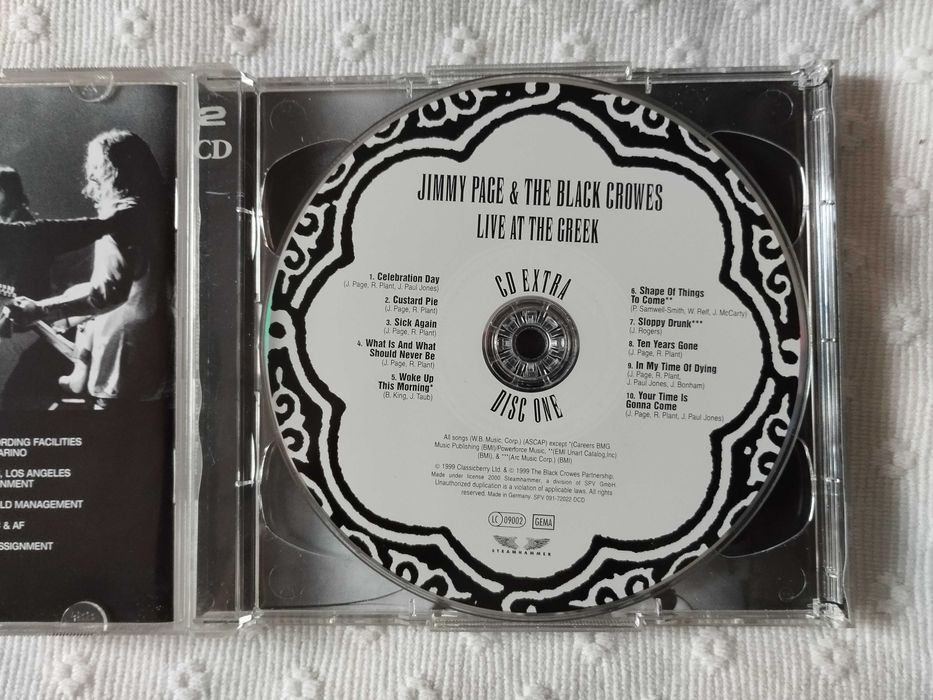 2
CD
ORDING FACILITIES
ARINO
, LOS ANGELES
INMENT
LD MANAGEMENT
& AF
ASSIGNMENT
JIMMY PAGE & THE BLACK CROWES
LIVE AT THE GREEK
CD EXTRA
DISC ONE
1. Celebration Day
(J. Page, R. Plant, J. Paul Jones)
2. Custard Pie
(J. Page, R. Plant)
3. Sick Again
(J. Page, R. Plant)
4. What Is And What
Should Never Be
(J. Page, R. Plant)
5. Woke Up
This Morning*
(B. King, J. Taub)
6. Shape Of Things
To Come**
(P. Samwell-Smith, W. Relf, J. McCarty)
7. Sloppy Drunk***
(J. Rogers)
8. Ten Years Gone
(J. Page, R. Plant)
9. In My Time Of Dying
(J. Page, R. Plant,
J. Paul Jones, J. Bonham)
10. Your Time Is
Gonna Come
(J. Page, R. Plant, J. Paul Jones)
All songs (W.B. Music, Corp.) (ASCAP) except *(Careers BMG
Music Publishing (BMI)/Powerforce Music, **(EMI Unart Catalog,Inc)
(BMI), & ***(Arc Music Corp.) (BMI)
© 1999 Classicberry Ltd. & © 1999 The Black Crowes Partnership.
Made under license 2000 Steamhammer, a division of SPV GmbH
Unauthorized duplication is a violation of applicable laws. All rights
reserved. Made in Germany. SPV 091-72022 DCD
LC 09002 GEMA
STEAMHAMMER